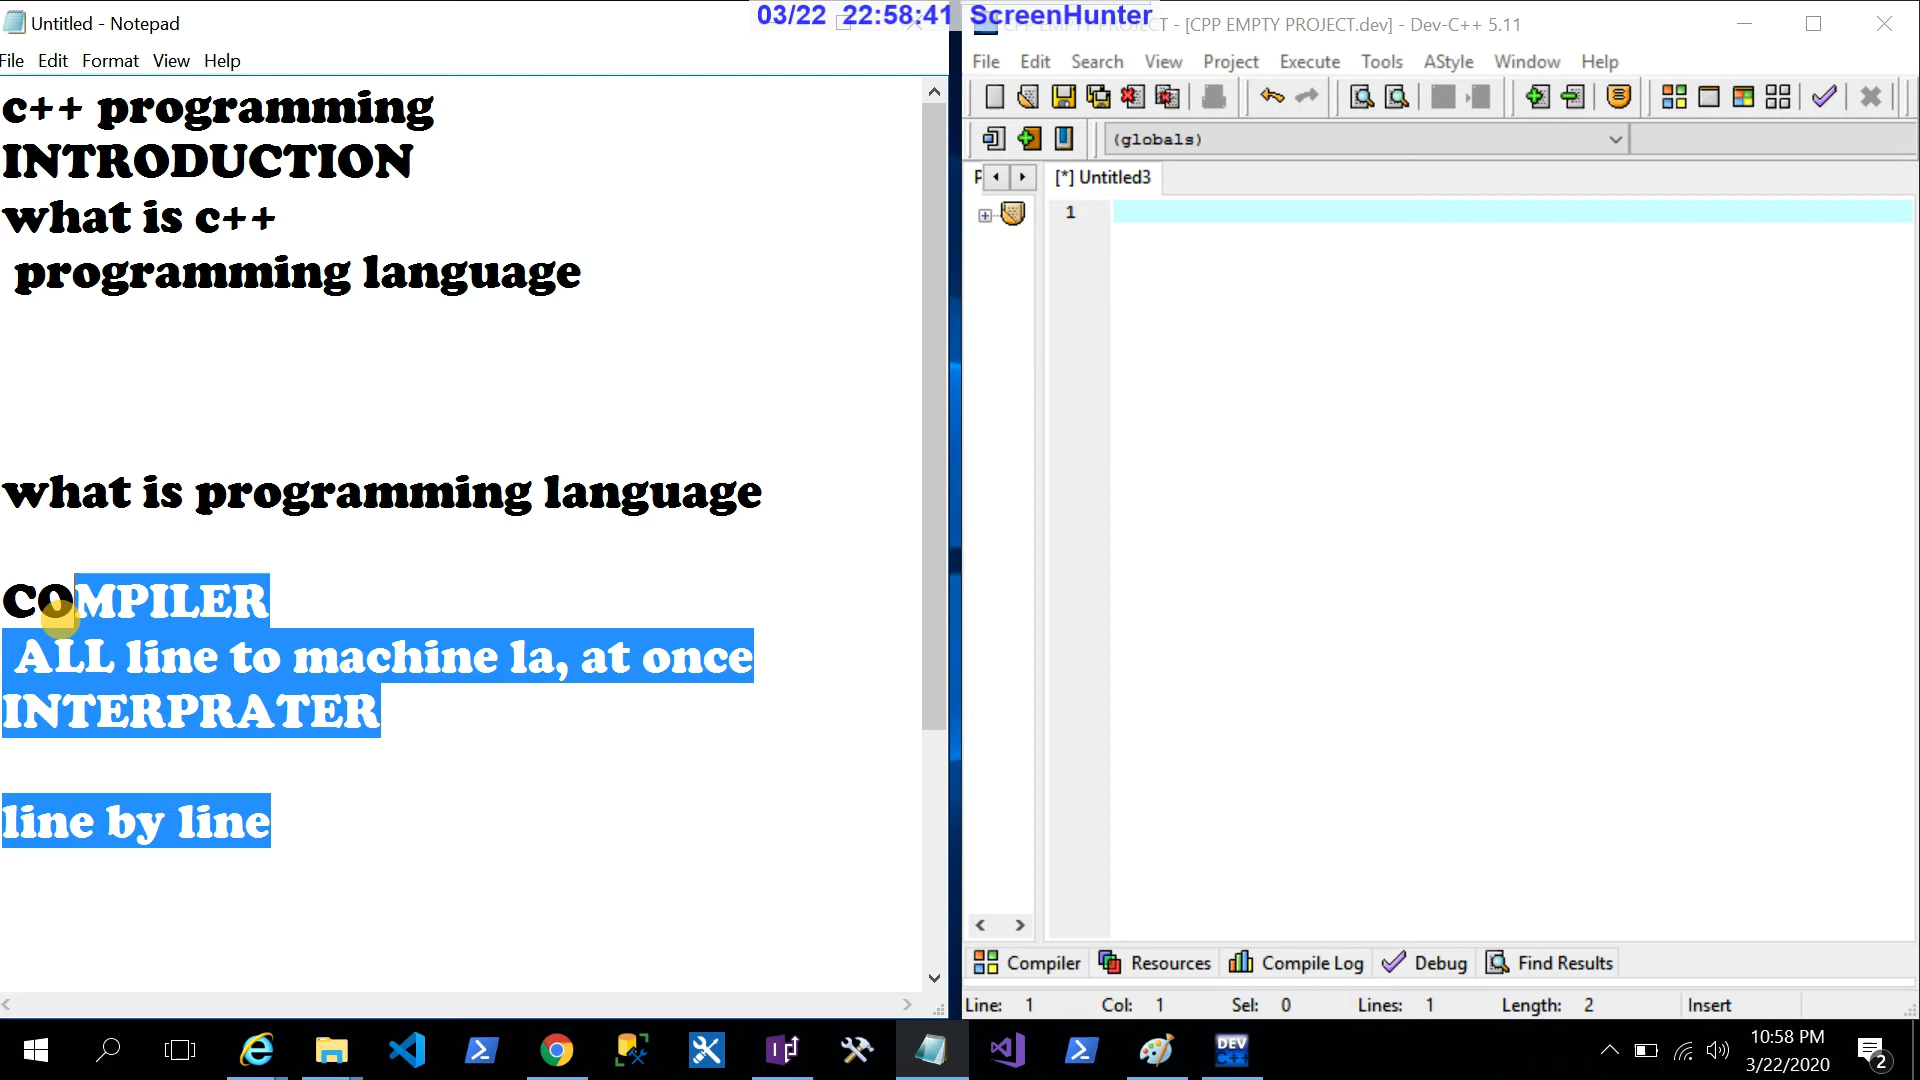 Untitled - Notepad
File Edit Format View Help
c++ programming
INTRODUCTION
what is c++
programming language
what is programming language
COMPILER
ALL line to machine la, at once
INTERPRATER
line by line
03/22 22:58:41 ScreenHunter
- [CPP EMPTY PROJECT.dev] - Dev-C++ 5.11
File Edit Search View Project Execute Tools AStyle Window Help
(globals)
[*] Untitled3
1
Compiler Resources Compile Log Debug Find Results
Line: 1 Col: 1 Sel: 0 Lines: 1 Length: 2 Insert
DEV
C++
10:58 PM
3/22/2020
2